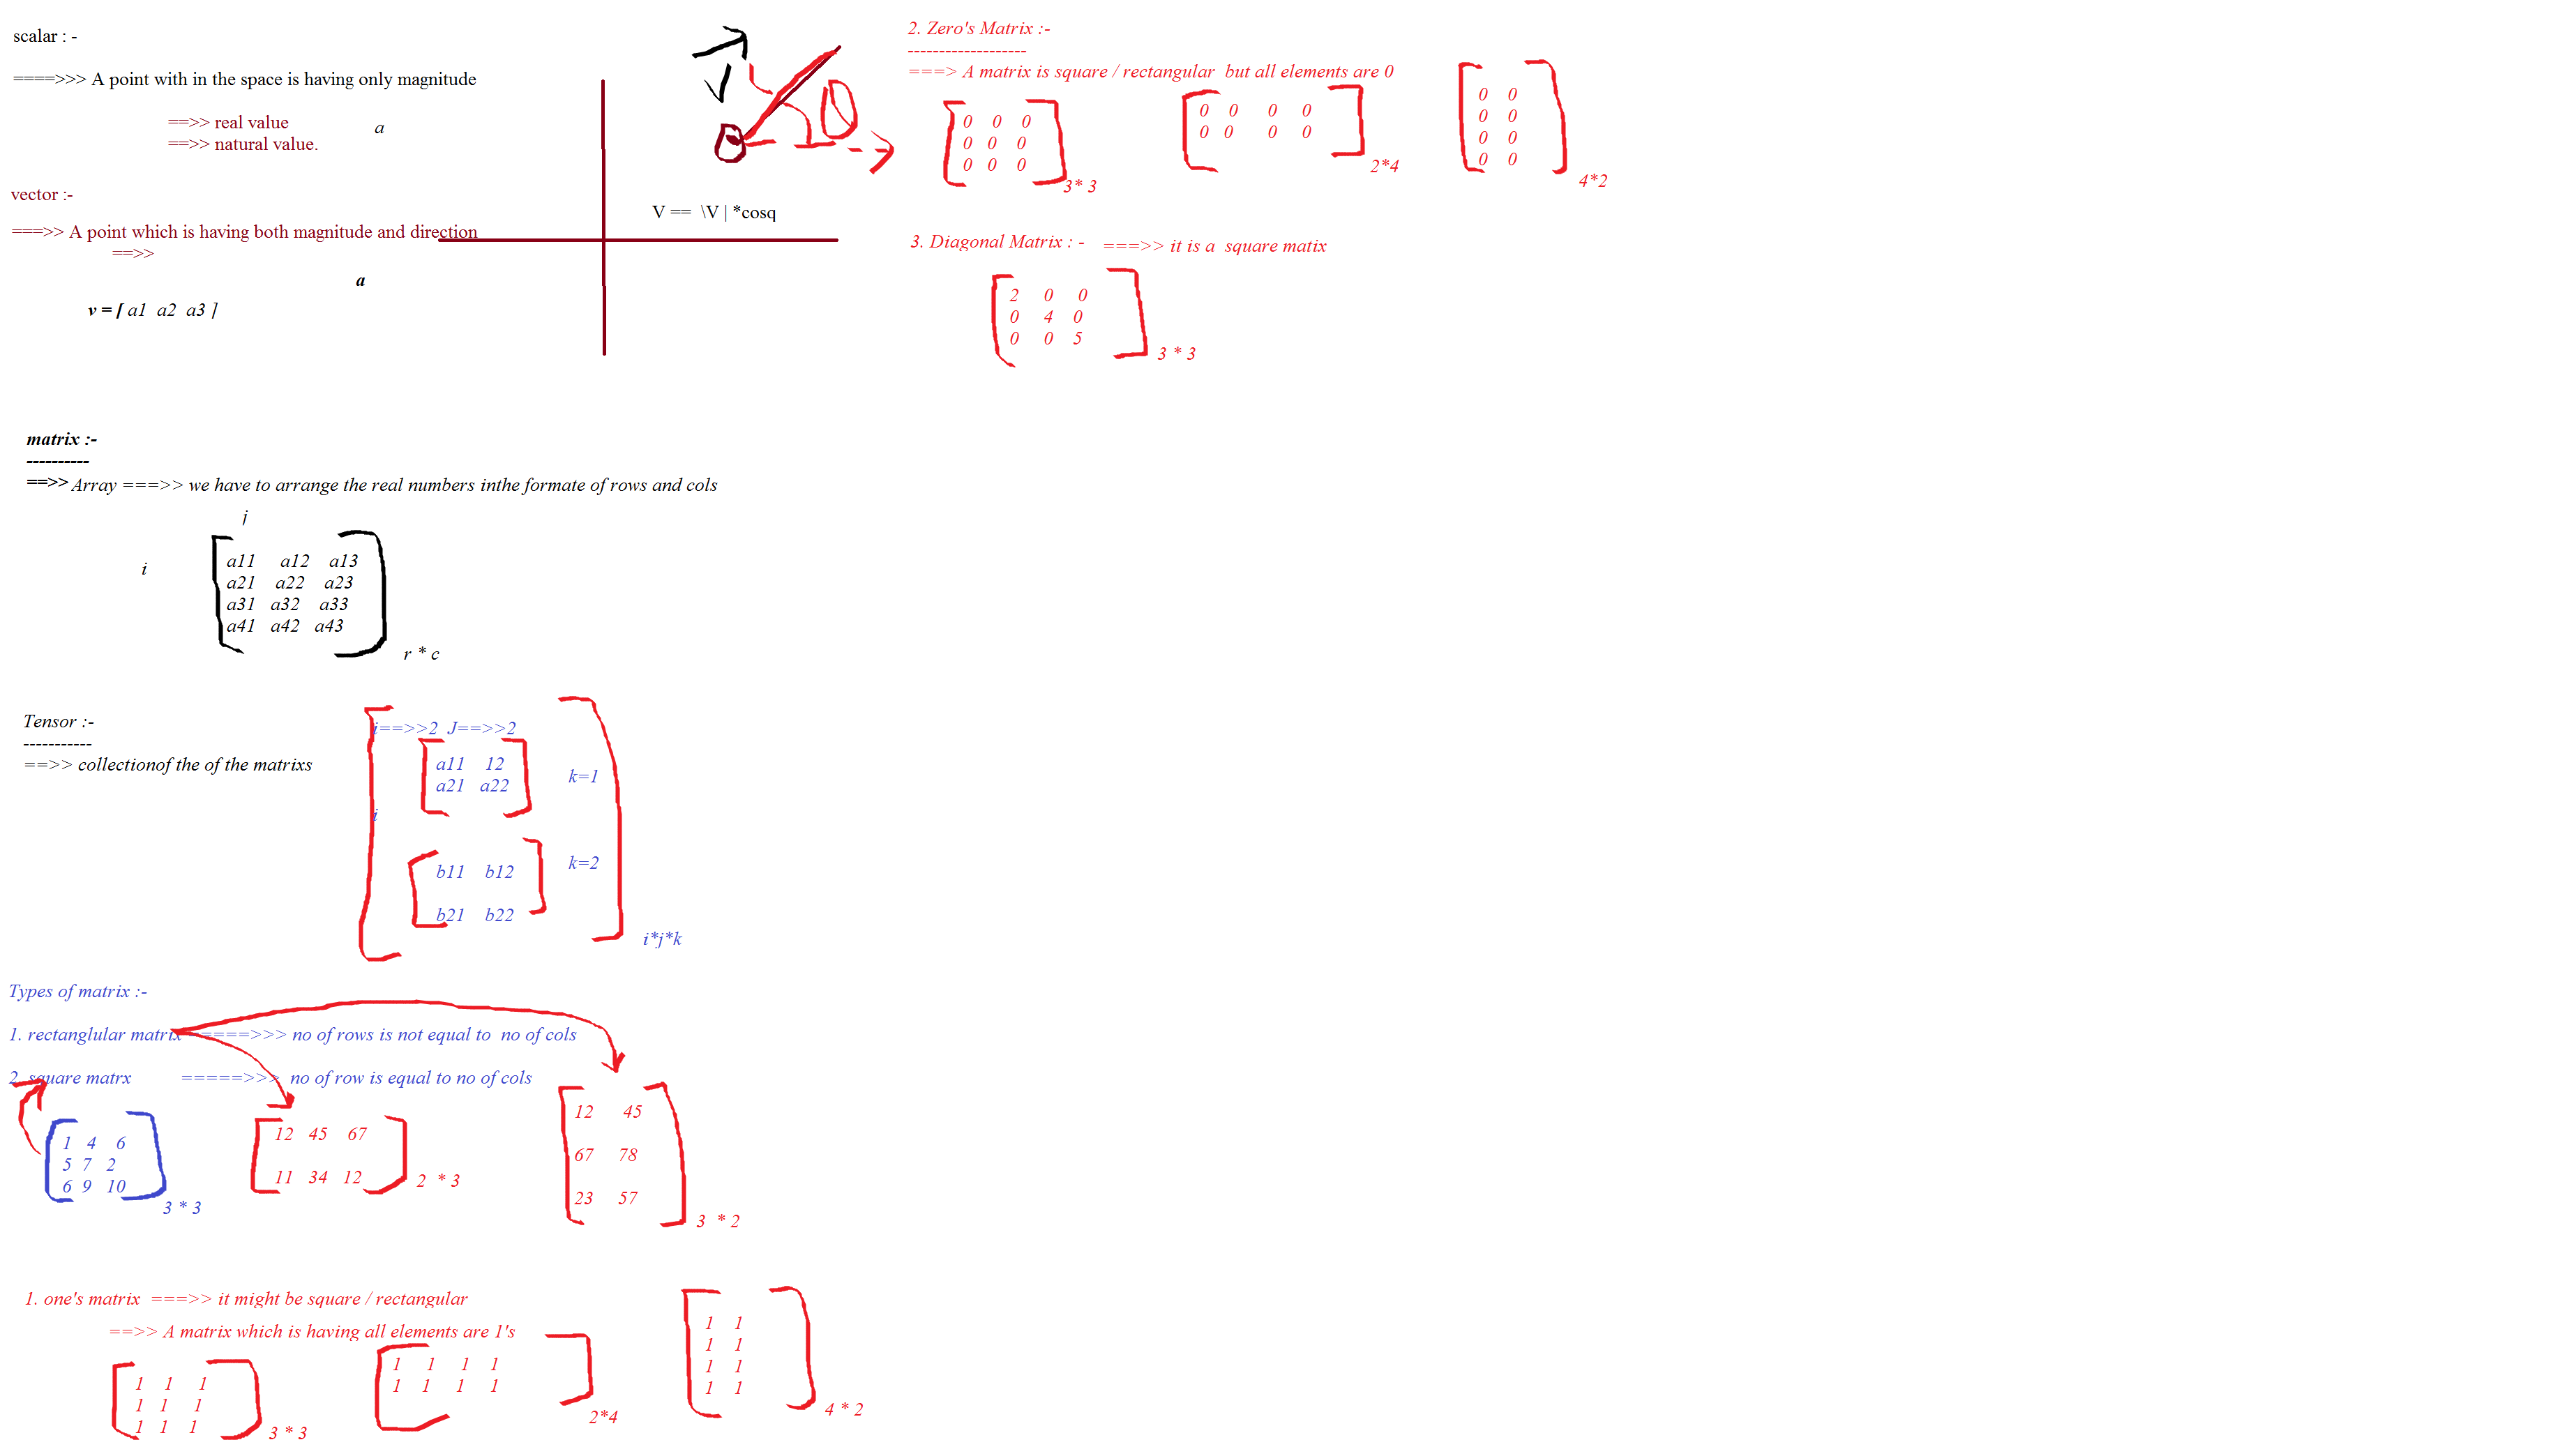 scalar : -
====>>> A point with in the space is having only magnitude
==>> real value
a
==>> natural value.
vector :-
===>> A point which is having both magnitude and direction
==>>
a
v = [ a1 a2 a3 ]
V
θ
V == \V | *cosq
matrix :-
----------
==>> Array ===>> we have to arrange the real numbers inthe formate of rows and cols
j
i
a11 a12 a13
a21 a22 a23
a31 a32 a33
a41 a42 a43
r * c
Tensor :-
-----------
==>> collectionof the of the matrixs
i==>>2 J==>>2
a11 12
k=1
a21 a22
i
k=2
b11 b12
b21 b22
i*j*k
Types of matrix :-
1. rectanglular matrix =====>>> no of rows is not equal to no of cols
2. square matrx =====>>> no of row is equal to no of cols
1 4 6
5 7 2
6 9 10
3 * 3
12 45 67
11 34 12
2 * 3
12 45
67 78
23 57
3 * 2
1. one's matrix ===>> it might be square / rectangular
==>> A matrix which is having all elements are 1's
1 1 1
1 1 1
1 1 1
3 * 3
1 1 1 1
1 1 1 1
2*4
1 1
1 1
1 1
1 1
4 * 2
2. Zero's Matrix :-
-------------------
===> A matrix is square / rectangular but all elements are 0
0 0 0
0 0 0
0 0 0
3* 3
0 0 0 0
0 0 0 0
2*4
0 0
0 0
0 0
0 0
4*2
3. Diagonal Matrix : - ===>> it is a square matix
2 0 0
0 4 0
0 0 5
3 * 3